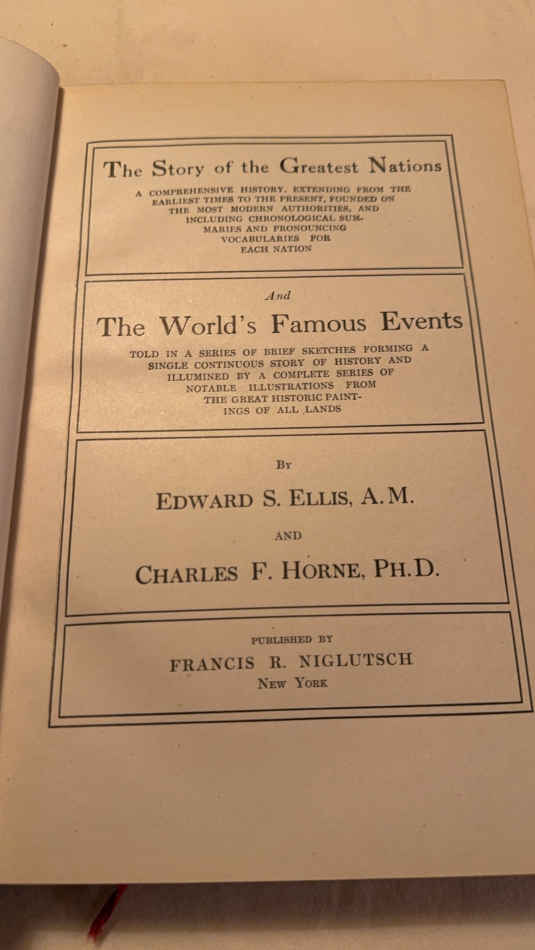 The Story of the Greatest Nations
A COMPREHENSIVE HISTORY, EXTENDING FROM THE
EARLIEST TIMES TO THE PRESENT, FOUNDED ON
THE MOST MODERN AUTHORITIES, AND
INCLUDING CHRONOLOGICAL SUM-
MARIES AND PRONOUNCING
VOCABULARIES FOR
EACH NATION
And
The World's Famous Events
TOLD IN A SERIES OF BRIEF SKETCHES FORMING A
SINGLE CONTINUOUS STORY OF HISTORY AND
ILLUMINED BY A COMPLETE SERIES OF
NOTABLE ILLUSTRATIONS FROM
THE GREAT HISTORIC PAINT-
INGS OF ALL LANDS
BY
EDWARD S. ELLIS, A.M.
AND
CHARLES F. HORNE, PH.D.
PUBLISHED BY
FRANCIS R. NIGLUTSCH
NEW YORK